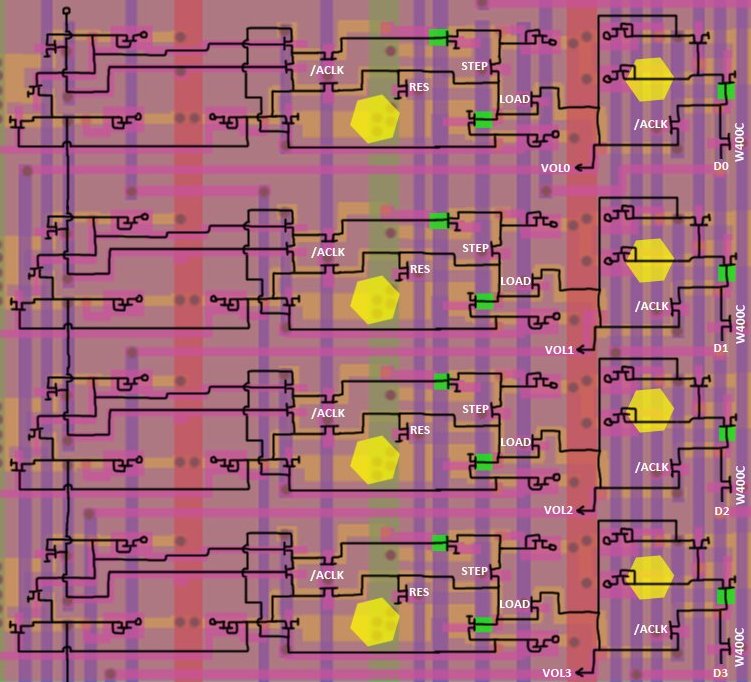 /ACLK
STEP
RES
LOAD
/ACLK
W400C
VOL0
D0
/ACLK
STEP
RES
LOAD
/ACLK
W400C
VOL1
D1
/ACLK
STEP
RES
LOAD
/ACLK
W400C
VOL2
D2
/ACLK
STEP
RES
LOAD
/ACLK
W400C
VOL3
D3